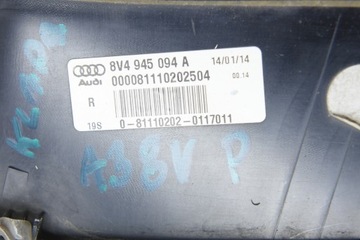 8V4 945 094 A 14/01/14
Audi 000081110202504 00.14
R
19S 0-81110202-0117011
A3 8V P